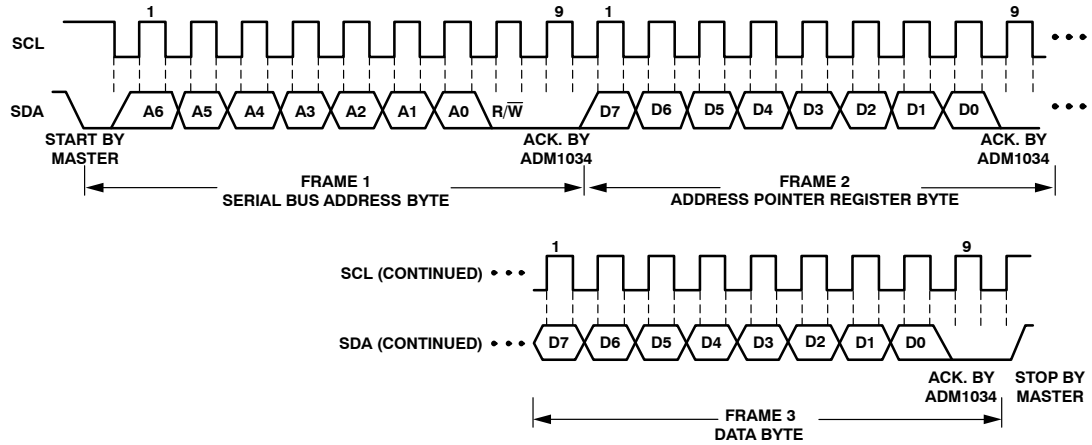 1 9 1 9
SCL
SDA A6 A5 A4 A3 A2 A1 A0 R/W̅ D7 D6 D5 D4 D3 D2 D1 D0
START BY
MASTER
ACK. BY
ADM1034
ACK. BY
ADM1034
FRAME 1
SERIAL BUS ADDRESS BYTE
FRAME 2
ADDRESS POINTER REGISTER BYTE
1 9
SCL (CONTINUED)
SDA (CONTINUED) D7 D6 D5 D4 D3 D2 D1 D0
ACK. BY
ADM1034
STOP BY
MASTER
FRAME 3
DATA BYTE